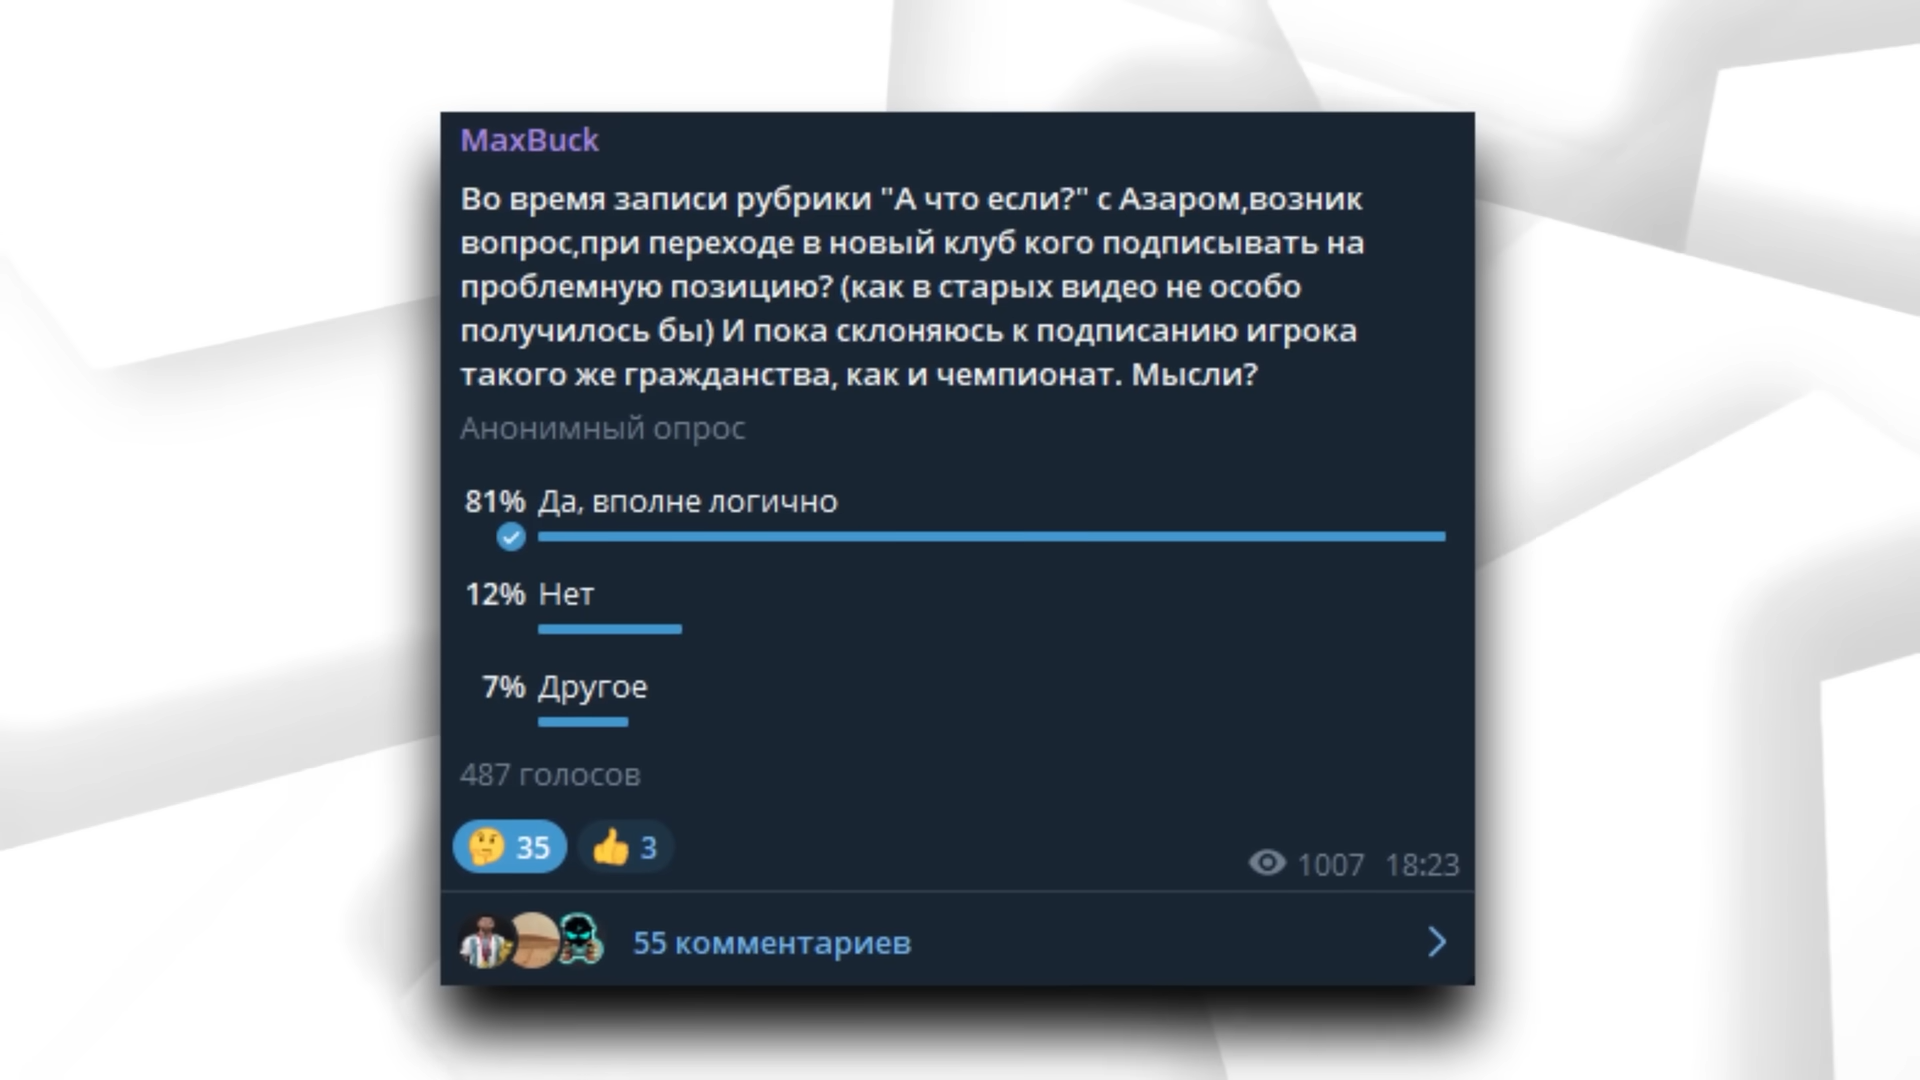 MaxBuck
Во время записи рубрики "А что если?" с Азаром,возник
вопрос,при переходе в новый клуб кого подписывать на
проблемную позицию? (как в старых видео не особо
получилось бы) И пока склоняюсь к подписанию игрока
такого же гражданства, как и чемпионат. Мысли?
Анонимный опрос
81% Да, вполне логично
12% Нет
7% Другое
487 голосов
35 3
1007 18:23
55 комментариев